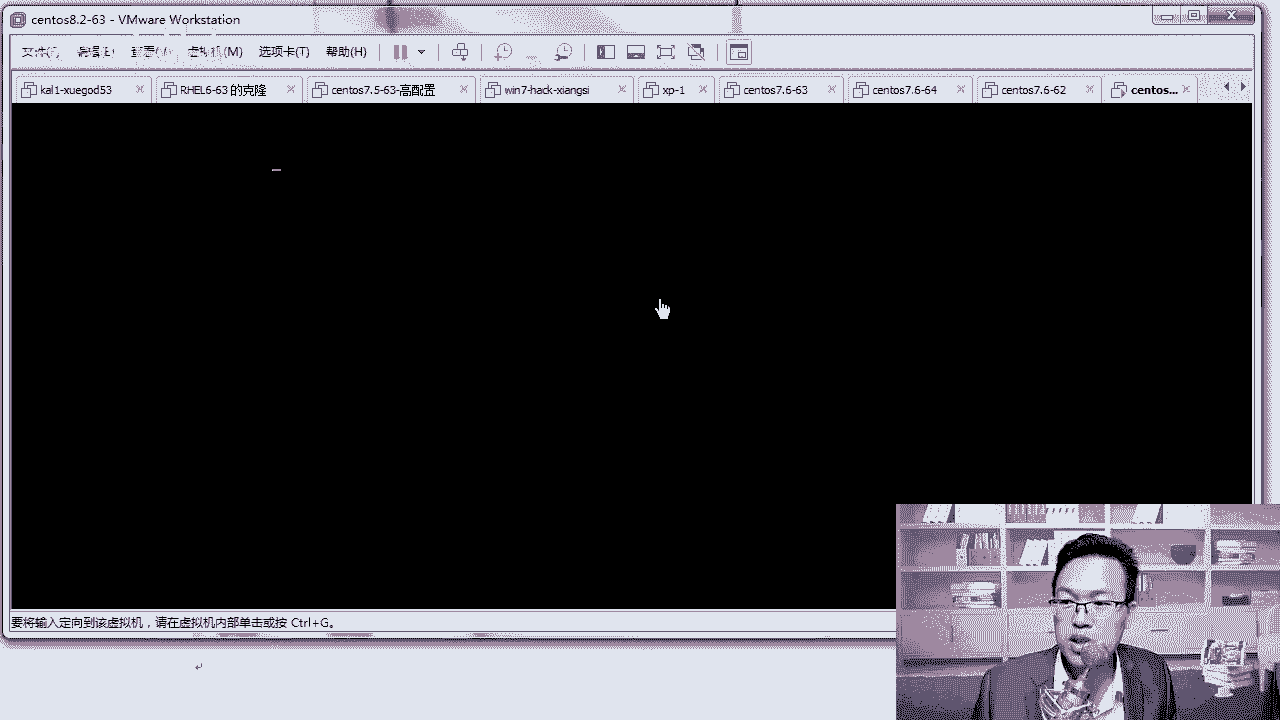 centos8.2-63 - VMware Workstation
文件(F) 编辑(E) 查看(V) 虚拟机(M) 选项卡(T) 帮助(H)
kal1-xuegod53 RHEL6-63 的克隆 centos7.5-63-高配置 win7-hack-xiangsi xp-1 centos7.6-63 centos7.6-64 centos7.6-62 centos...
要将输入定向到该虚拟机，请在虚拟机内部单击或按 Ctrl+G。